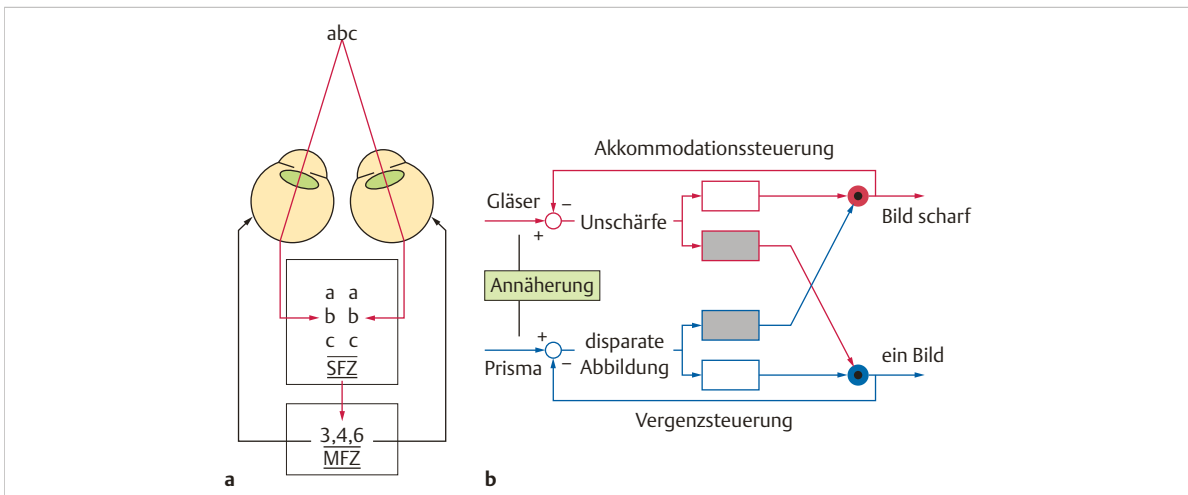 abc
a a
b b
c c
SFZ
3,4,6
MFZ
a
Akkommodationssteuerung
Gläser
−
+
Unschärfe
Bild scharf
Annäherung
+
−
Prisma
disparate
Abbildung
ein Bild
Vergenzsteuerung
b